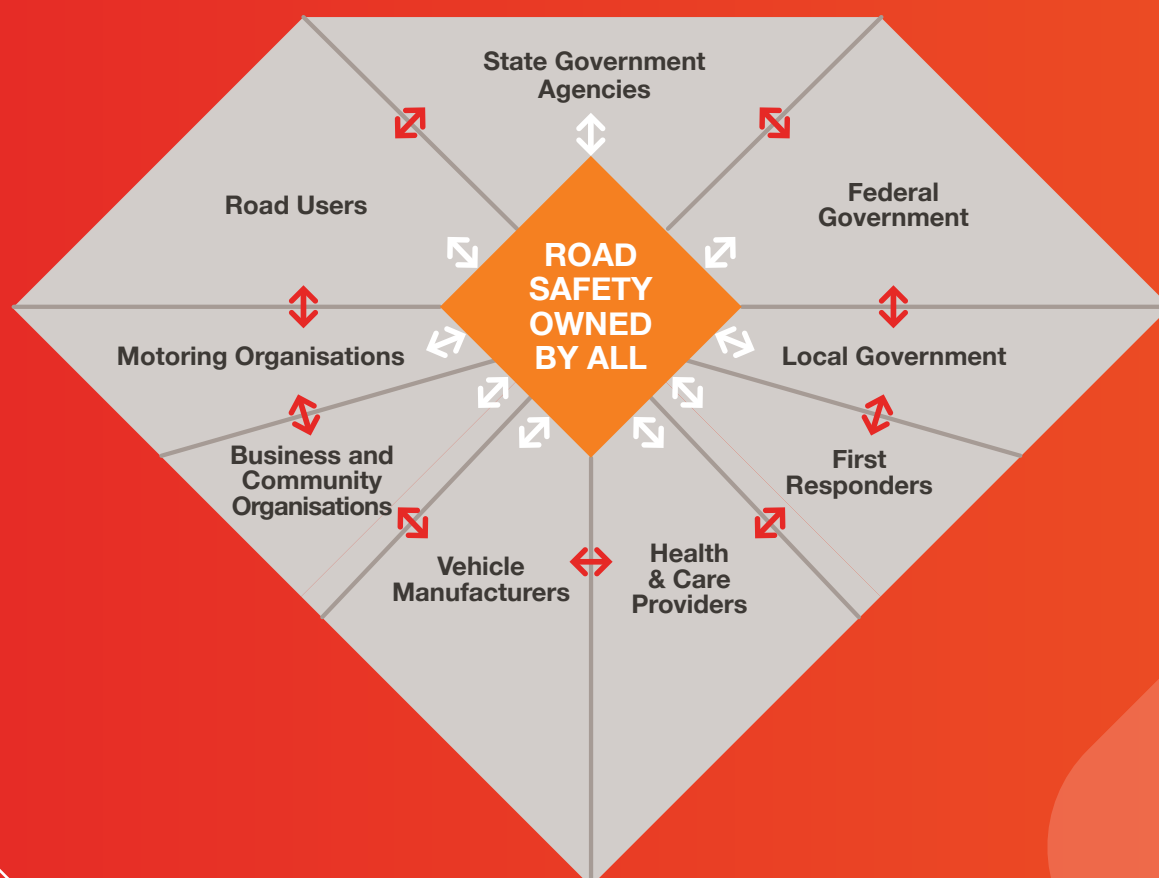 State Government
Agencies
Road Users
Federal
Government
ROAD
SAFETY
OWNED
BY ALL
Motoring Organisations
Local Government
Business and
Community
Organisations
First
Responders
Vehicle
Manufacturers
Health
& Care
Providers